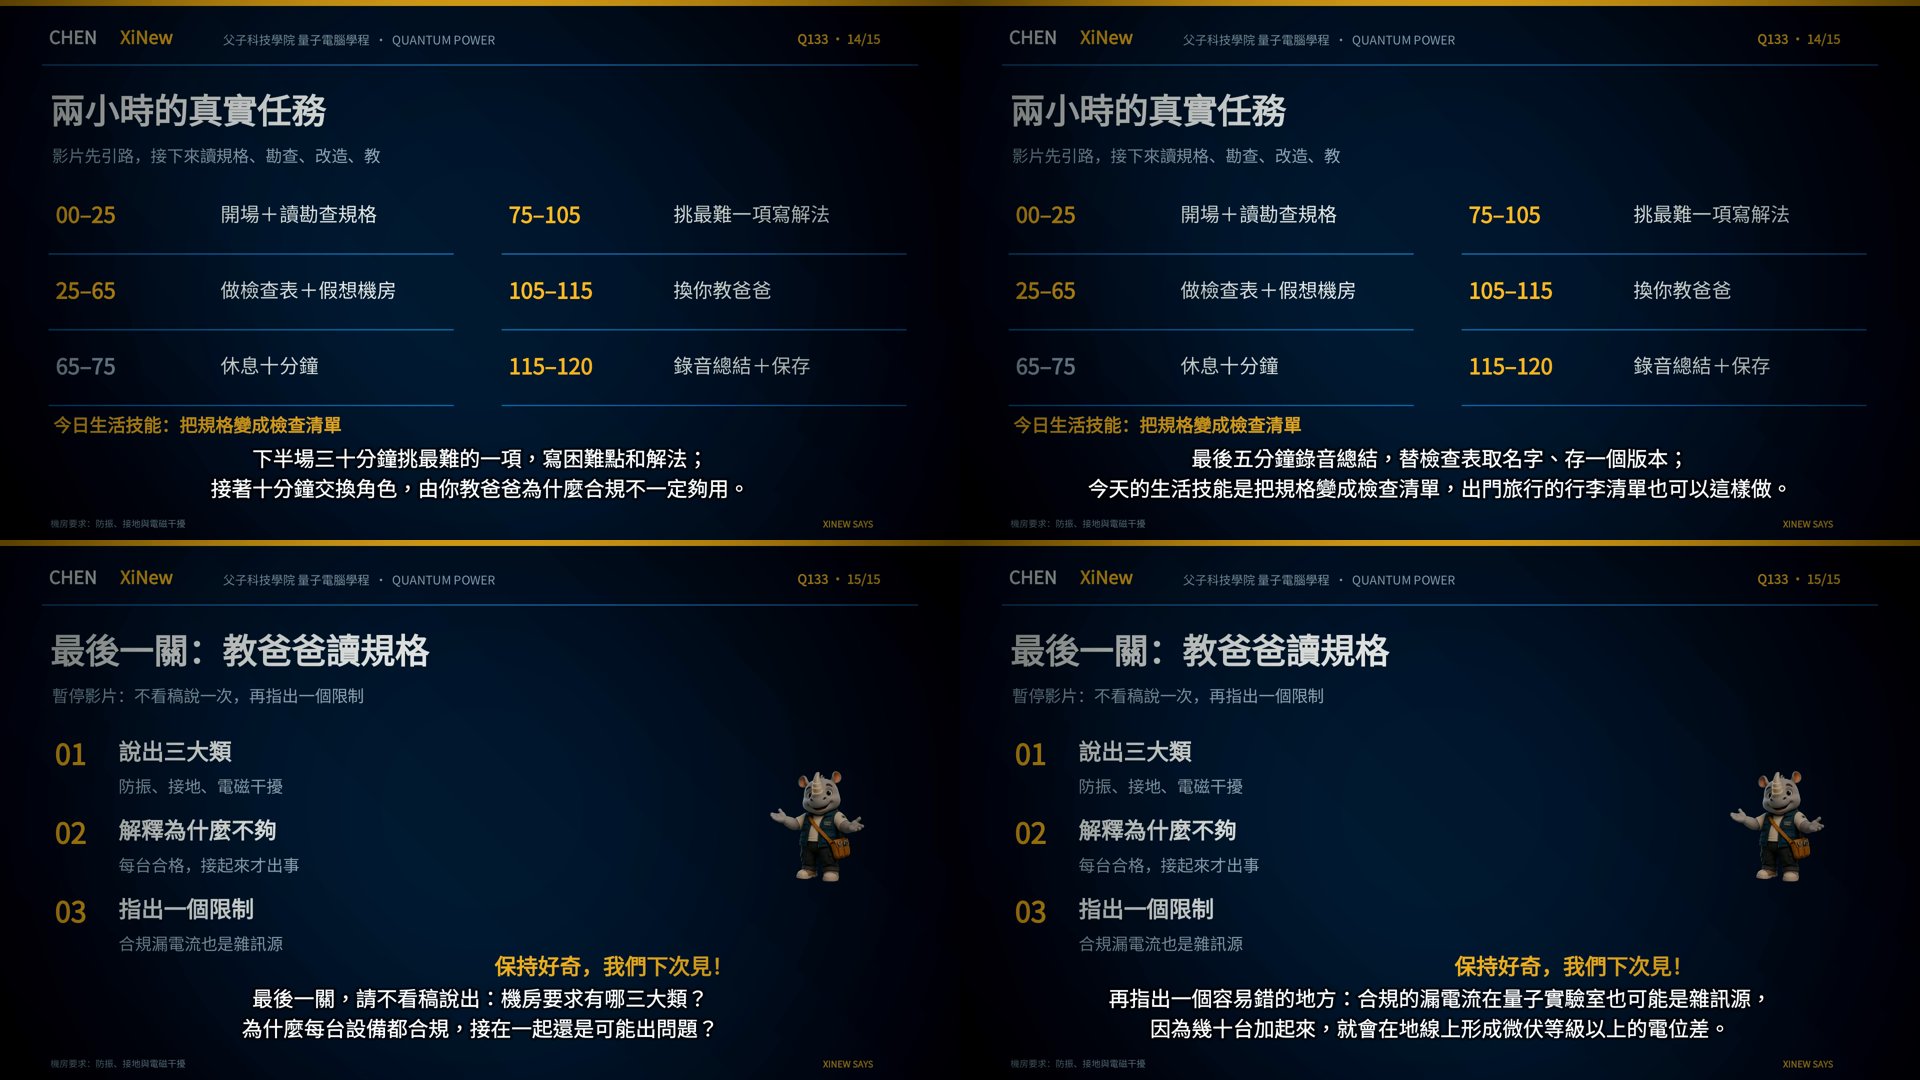 CHEN XiNew 父子科技學院 量子電腦學程 · QUANTUM POWER Q133 · 14/15
兩小時的真實任務
影片先引路，接下來讀規格、勘查、改造、教
00–25 開場＋讀勘查規格 75–105 挑最難一項寫解法
25–65 做檢查表＋假想機房 105–115 換你教爸爸
65–75 休息十分鐘 115–120 錄音總結＋保存
今日生活技能：把規格變成檢查清單
下半場三十分鐘挑最難的一項，寫困難點和解法；
接著十分鐘交換角色，由你教爸爸為什麼合規不一定夠用。
機房要求：防振、接地與電磁干擾 XINEW SAYS
CHEN XiNew 父子科技學院 量子電腦學程 · QUANTUM POWER Q133 · 14/15
兩小時的真實任務
影片先引路，接下來讀規格、勘查、改造、教
00–25 開場＋讀勘查規格 75–105 挑最難一項寫解法
25–65 做檢查表＋假想機房 105–115 換你教爸爸
65–75 休息十分鐘 115–120 錄音總結＋保存
今日生活技能：把規格變成檢查清單
最後五分鐘錄音總結，替檢查表取名字、存一個版本；
今天的生活技能是把規格變成檢查清單，出門旅行的行李清單也可以這樣做。
機房要求：防振、接地與電磁干擾 XINEW SAYS
CHEN XiNew 父子科技學院 量子電腦學程 · QUANTUM POWER Q133 · 15/15
最後一關：教爸爸讀規格
暫停影片：不看稿說一次，再指出一個限制
01 說出三大類
防振、接地、電磁干擾
02 解釋為什麼不夠
每台合格，接起來才出事
03 指出一個限制
合規漏電流也是雜訊源
保持好奇，我們下次見！
最後一關，請不看稿說出：機房要求有哪三大類？
為什麼每台設備都合規，接在一起還是可能出問題？
機房要求：防振、接地與電磁干擾 XINEW SAYS
CHEN XiNew 父子科技學院 量子電腦學程 · QUANTUM POWER Q133 · 15/15
最後一關：教爸爸讀規格
暫停影片：不看稿說一次，再指出一個限制
01 說出三大類
防振、接地、電磁干擾
02 解釋為什麼不夠
每台合格，接起來才出事
03 指出一個限制
合規漏電流也是雜訊源
保持好奇，我們下次見！
再指出一個容易錯的地方：合規的漏電流在量子實驗室也可能是雜訊源，
因為幾十台加起來，就會在地線上形成微伏等級以上的電位差。
機房要求：防振、接地與電磁干擾 XINEW SAYS